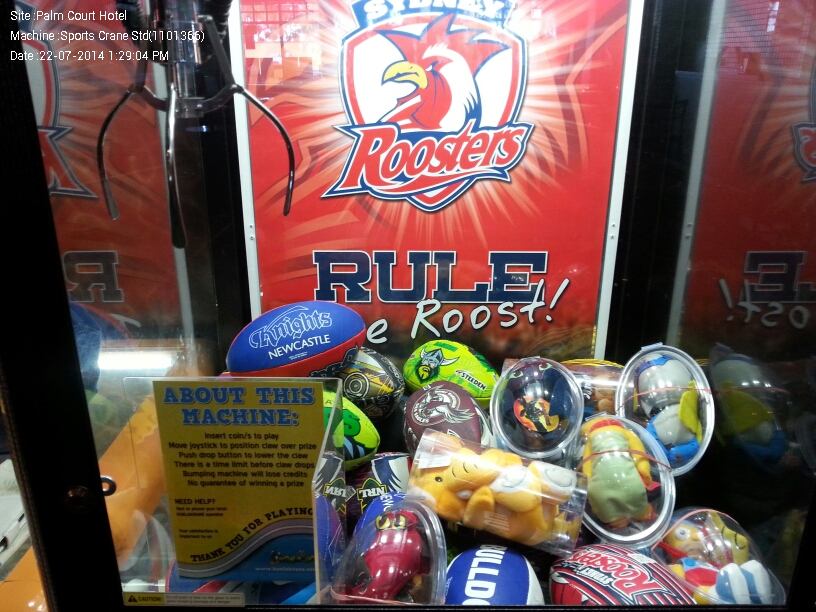 Site :Palm Court Hotel
Machine :Sports Crane Std(1101366)
Date :22-07-2014 1:29:04 PM
SYDNEY
Roosters
RULE
e Roost!
Knights
NEWCASTLE
STEEDEN
ABOUT THIS
MACHINE:
Insert coin/s to play
Move joystick to position claw over prize
Push drop button to lower the claw
There is a time limit before claw drops
Bumping machine will lose credits
No guarantee of winning a prize
NEED HELP?
THANK YOU FOR PLAYING
NRL
BULLDO
ROOSTERS
CAUTION